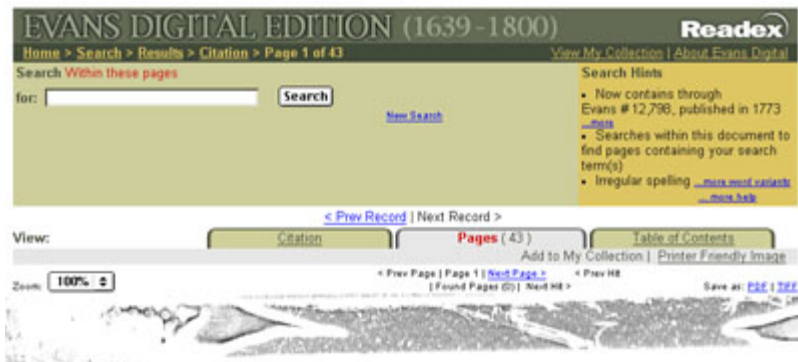 EVANS DIGITAL EDITION (1639-1800)
Readex
Home > Search > Results > Citation > Page 1 of 43
View My Collection | About Evans Digital
Search Within these pages
for:
Search
New Search
Search Hints
• Now contains through
Evans # 12,798, published in 1773
...more
• Searches within this document to
find pages containing your search
term(s)
• Irregular spelling ...more word variants
... more help
< Prev Record | Next Record >
View:
Citation
Pages ( 43 )
Table of Contents
Add to My Collection | Printer Friendly Image
Zoom: 100%
< Prev Page | Page 1 | Next Page > < Prev Hit
| Found Pages (0) | Next Hit >
Save as: PDF | TIFF